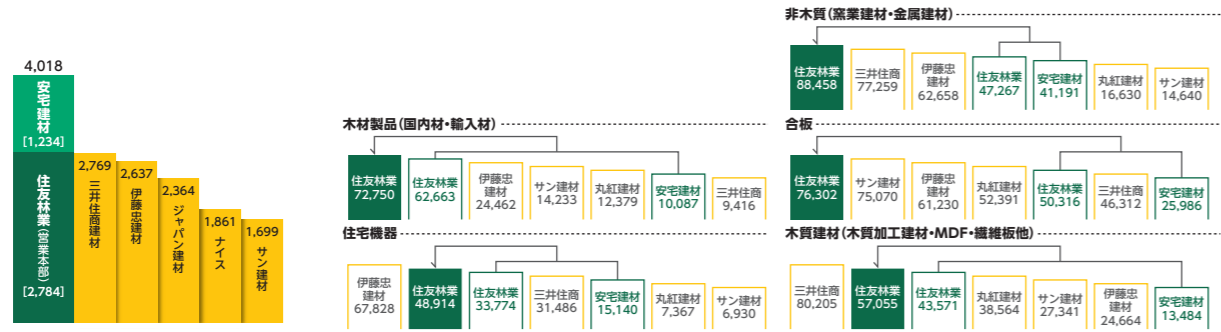 4,018
安宅建材
[1,234]
住友林業(営業本部)
[2,784]
2,769
三井住商建材
2,637
伊藤忠建材
2,364
ジャパン建材
1,861
ナイス
1,699
サン建材
非木質(窯業建材・金属建材)
住友林業
88,458
三井住商
77,259
伊藤忠
建材
62,658
住友林業
47,267
安宅建材
41,191
丸紅建材
16,630
サン建材
14,640
木材製品(国内材・輸入材)
住友林業
72,750
住友林業
62,663
伊藤忠
建材
24,462
サン建材
14,233
丸紅建材
12,379
安宅建材
10,087
三井住商
9,416
合板
住友林業
76,302
サン建材
75,070
伊藤忠
建材
61,230
丸紅建材
52,391
住友林業
50,316
三井住商
46,312
安宅建材
25,986
住宅機器
伊藤忠
建材
67,828
住友林業
48,914
住友林業
33,774
三井住商
31,486
安宅建材
15,140
丸紅建材
7,367
サン建材
6,930
木質建材(木質加工建材・MDF・繊維板他)
三井住商
80,205
住友林業
57,055
住友林業
43,571
丸紅建材
38,564
サン建材
27,341
伊藤忠
建材
24,664
安宅建材
13,484